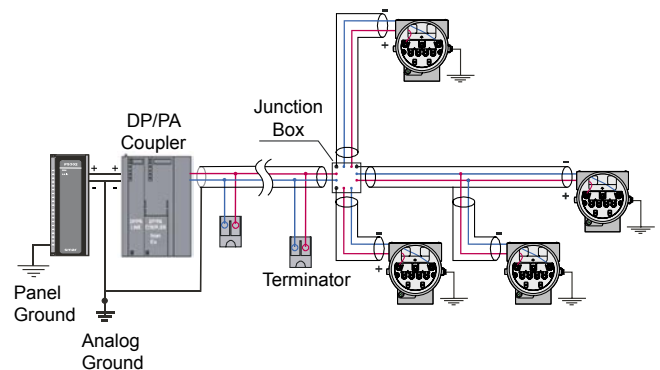 DP/PA
Coupler
Junction
Box
+
+
-
-
-
+
-
+
-
+
-
+
Terminator
Panel
Ground
Analog
Ground